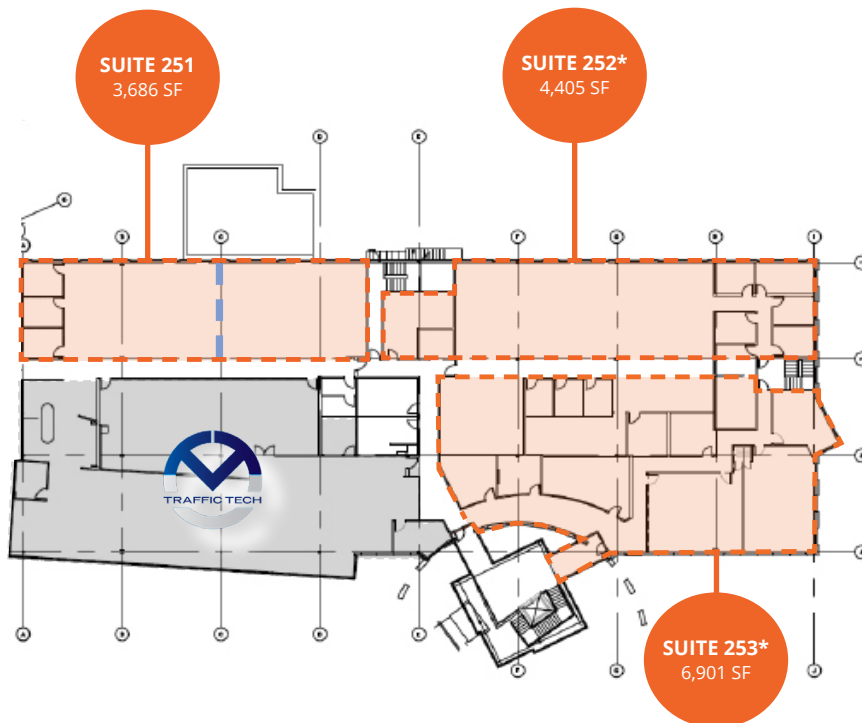 SUITE 251
3,686 SF
SUITE 252*
4,405 SF
TRAFFIC TECH
SUITE 253*
6,901 SF